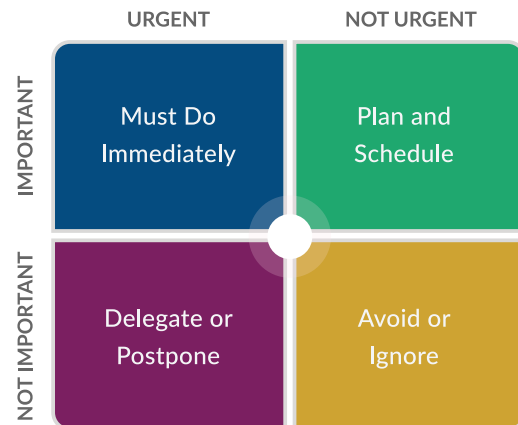 URGENT
NOT URGENT
IMPORTANT
Must Do
Immediately
Plan and
Schedule
NOT IMPORTANT
Delegate or
Postpone
Avoid or
Ignore